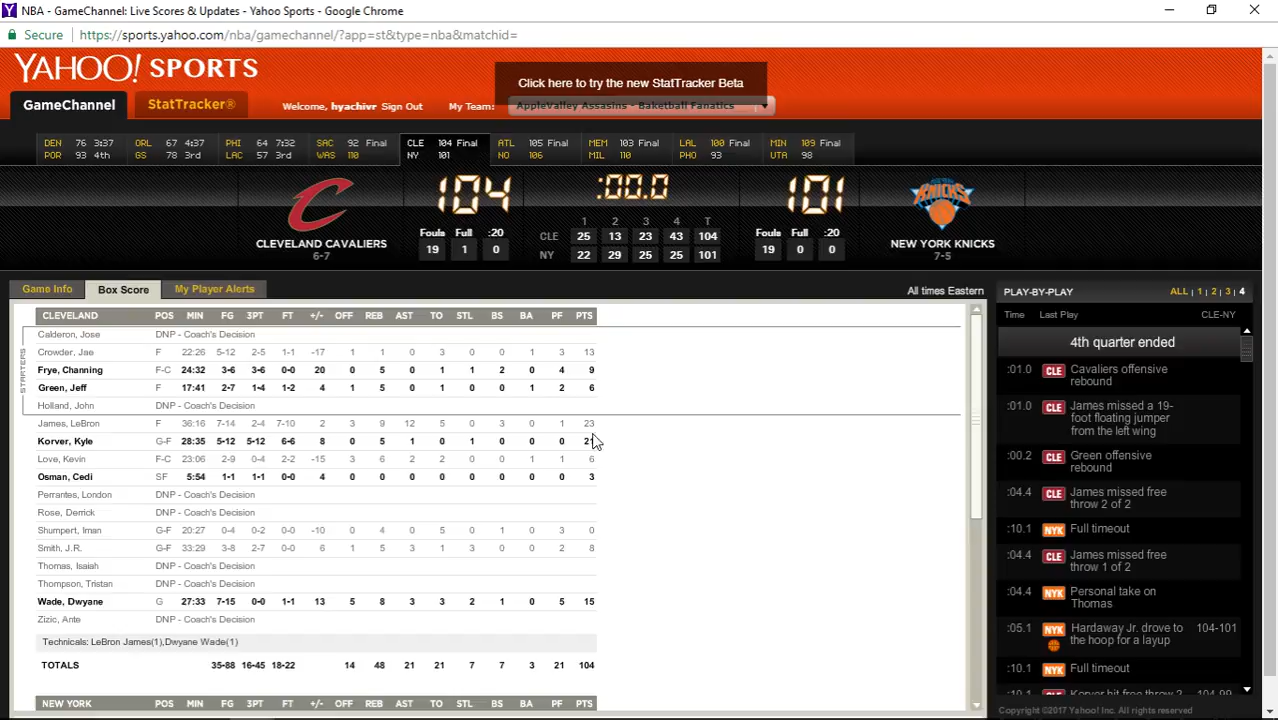 NBA - GameChannel: Live Scores & Updates - Yahoo Sports - Google Chrome
Secure https://sports.yahoo.com/nba/gamechannel/?app=st&type=nba&matchid=
YAHOO! SPORTS
Click here to try the new StatTracker Beta
GameChannel StatTracker® Welcome, hyachivr Sign Out My Team: AppleValley Assasins - Baketball Fanatics
DEN 76 3:37 ORL 67 4:37 PHI 64 7:32 SAC 92 Final CLE 104 Final ATL 105 Final MEM 103 Final LAL 100 Final MIN 109 Final
POR 93 4th GS 78 3rd LAC 57 3rd WAS 110 NY 101 NO 106 MIL 110 PHO 93 UTA 98
104 :00.0 101
CLEVELAND CAVALIERS
6-7
Fouls Full :20
19 1 0
1 2 3 4 T
CLE 25 13 23 43 104
NY 22 29 25 25 101
Fouls Full :20
19 0 0
KNICKS
NEW YORK KNICKS
7-5
Game Info Box Score My Player Alerts All times Eastern
STARTERS
CLEVELAND POS MIN FG 3PT FT +/- OFF REB AST TO STL BS BA PF PTS
Calderon, Jose DNP - Coach's Decision
Crowder, Jae F 22:26 5-12 2-5 1-1 -17 1 1 0 3 0 0 1 3 13
Frye, Channing F-C 24:32 3-6 3-6 0-0 20 0 5 0 1 1 2 0 4 9
Green, Jeff F 17:41 2-7 1-4 1-2 4 1 5 0 1 0 0 1 2 6
Holland, John DNP - Coach's Decision
James, LeBron F 36:16 7-14 2-4 7-10 2 3 9 12 5 0 3 0 1 23
Korver, Kyle G-F 28:35 5-12 5-12 6-6 8 0 5 1 0 1 0 0 0 21
Love, Kevin F-C 23:06 2-9 0-4 2-2 -15 3 6 2 2 0 0 1 1 6
Osman, Cedi SF 5:54 1-1 1-1 0-0 4 0 0 0 0 0 0 0 0 3
Perrantes, London DNP - Coach's Decision
Rose, Derrick DNP - Coach's Decision
Shumpert, Iman G-F 20:27 0-4 0-2 0-0 -10 0 4 0 5 0 1 0 3 0
Smith, J.R. G-F 33:29 3-8 2-7 0-0 6 1 5 3 1 3 0 0 2 8
Thomas, Isaiah DNP - Coach's Decision
Thompson, Tristan DNP - Coach's Decision
Wade, Dwyane G 27:33 7-15 0-0 1-1 13 5 8 3 3 2 1 0 5 15
Zizic, Ante DNP - Coach's Decision
Technicals: LeBron James(1),Dwyane Wade(1)
TOTALS 35-88 16-45 18-22 14 48 21 21 7 7 3 21 104
NEW YORK POS MIN FG 3PT FT +/- OFF REB AST TO STL BS BA PF PTS
PLAY-BY-PLAY ALL | 1 | 2 | 3 | 4
Time Last Play CLE-NY
4th quarter ended
:01.0 CLE Cavaliers offensive
rebound
:01.0 CLE James missed a 19-
foot floating jumper
from the left wing
:00.2 CLE Green offensive
rebound
:04.4 CLE James missed free
throw 2 of 2
:10.1 NYK Full timeout
:04.4 CLE James missed free
throw 1 of 2
:04.4 NYK Personal take on
Thomas
:05.1 NYK Hardaway Jr. drove to 104-101
the hoop for a layup
:10.1 NYK Full timeout
:10.1 CLE Korver hit free throw 2 104-99
Copyright ©2017 Yahoo! Inc. All rights reserved.